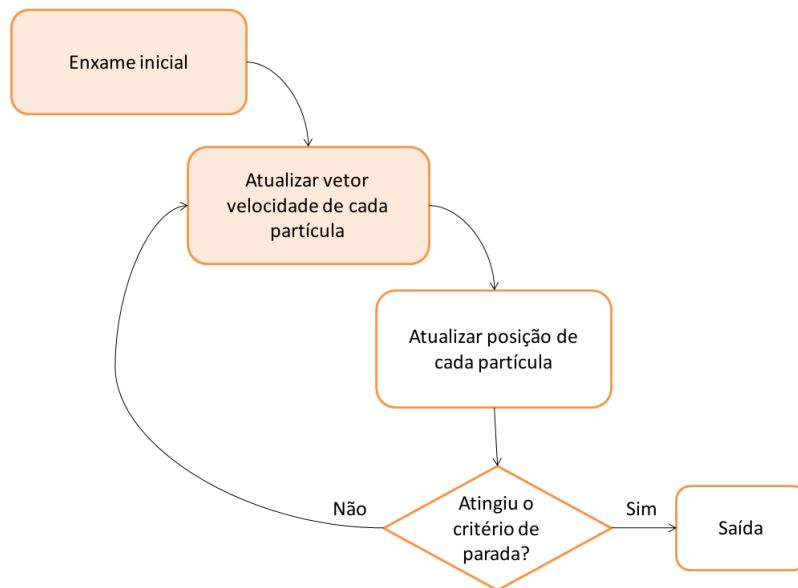 Enxame inicial
Atualizar vetor
velocidade de cada
partícula
Atualizar posição de
cada partícula
Não
Atingiu o
critério de
parada?
Sim
Saída